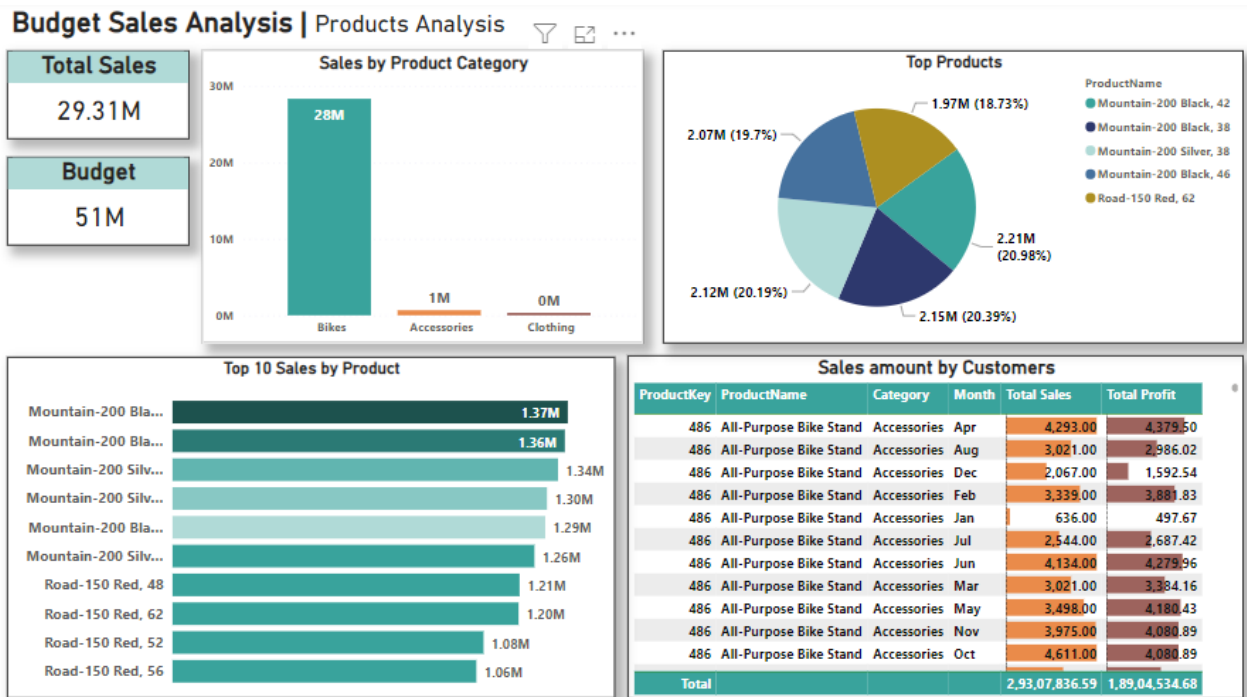 Budget Sales Analysis | Products Analysis
Total Sales
29.31M
Budget
51M
Sales by Product Category
30M
20M
10M
0M
28M
1M
0M
Bikes
Accessories
Clothing
Top Products
1.97M (18.73%)
2.07M (19.7%)
2.21M
(20.98%)
2.12M (20.19%)
2.15M (20.39%)
ProductName
Mountain-200 Black, 42
Mountain-200 Black, 38
Mountain-200 Silver, 38
Mountain-200 Black, 46
Road-150 Red, 62
Top 10 Sales by Product
Mountain-200 Bla... 1.37M
Mountain-200 Bla... 1.36M
Mountain-200 Silv... 1.34M
Mountain-200 Silv... 1.30M
Mountain-200 Bla... 1.29M
Mountain-200 Silv... 1.26M
Road-150 Red, 48 1.21M
Road-150 Red, 62 1.20M
Road-150 Red, 52 1.08M
Road-150 Red, 56 1.06M
Sales amount by Customers
ProductKey ProductName Category Month Total Sales Total Profit
486 All-Purpose Bike Stand Accessories Apr 4,293.00 4,379.50
486 All-Purpose Bike Stand Accessories Aug 3,021.00 2,986.02
486 All-Purpose Bike Stand Accessories Dec 2,067.00 1,592.54
486 All-Purpose Bike Stand Accessories Feb 3,339.00 3,881.83
486 All-Purpose Bike Stand Accessories Jan 636.00 497.67
486 All-Purpose Bike Stand Accessories Jul 2,544.00 2,687.42
486 All-Purpose Bike Stand Accessories Jun 4,134.00 4,279.96
486 All-Purpose Bike Stand Accessories Mar 3,021.00 3,384.16
486 All-Purpose Bike Stand Accessories May 3,498.00 4,180.43
486 All-Purpose Bike Stand Accessories Nov 3,975.00 4,080.89
486 All-Purpose Bike Stand Accessories Oct 4,611.00 4,080.89
Total 2,93,07,836.59 1,89,04,534.68